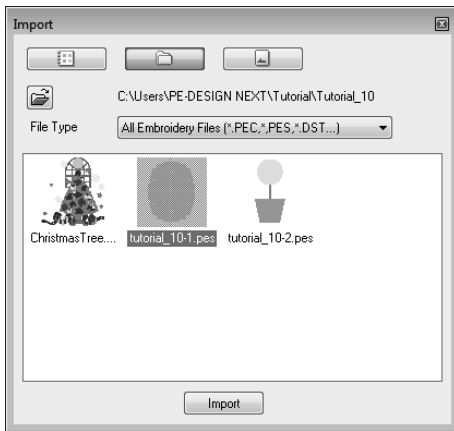 Import
C:\Users\PE-DESIGN NEXT\Tutorial\Tutorial_10
File Type All Embroidery Files (*.PEC,*,PES,*.DST...)
ChristmasTree.... tutorial_10-1.pes tutorial_10-2.pes
Import